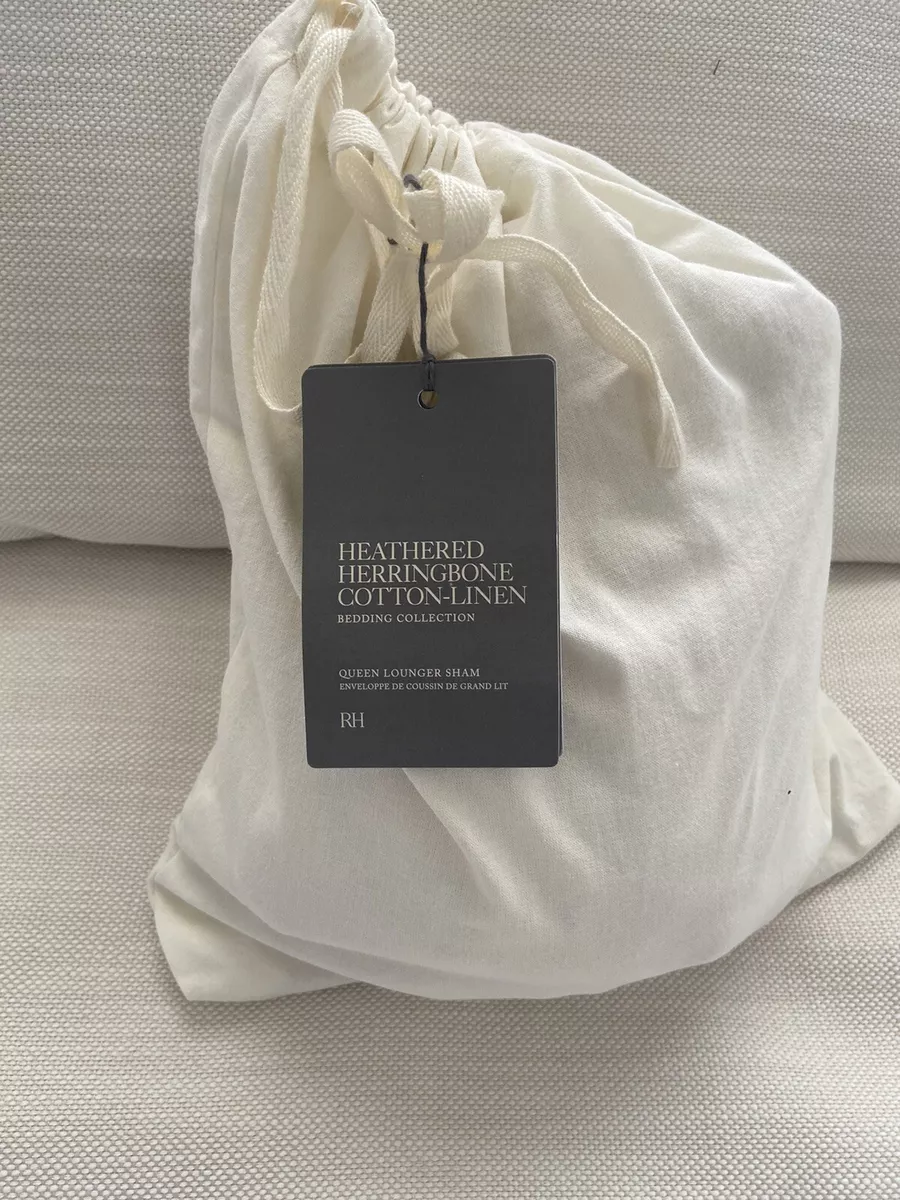 HEATHERED
HERRINGBONE
COTTON-LINEN
BEDDING COLLECTION
QUEEN LOUNGER SHAM
ENVELOPPE DE COUSSIN DE GRAND LIT
RH